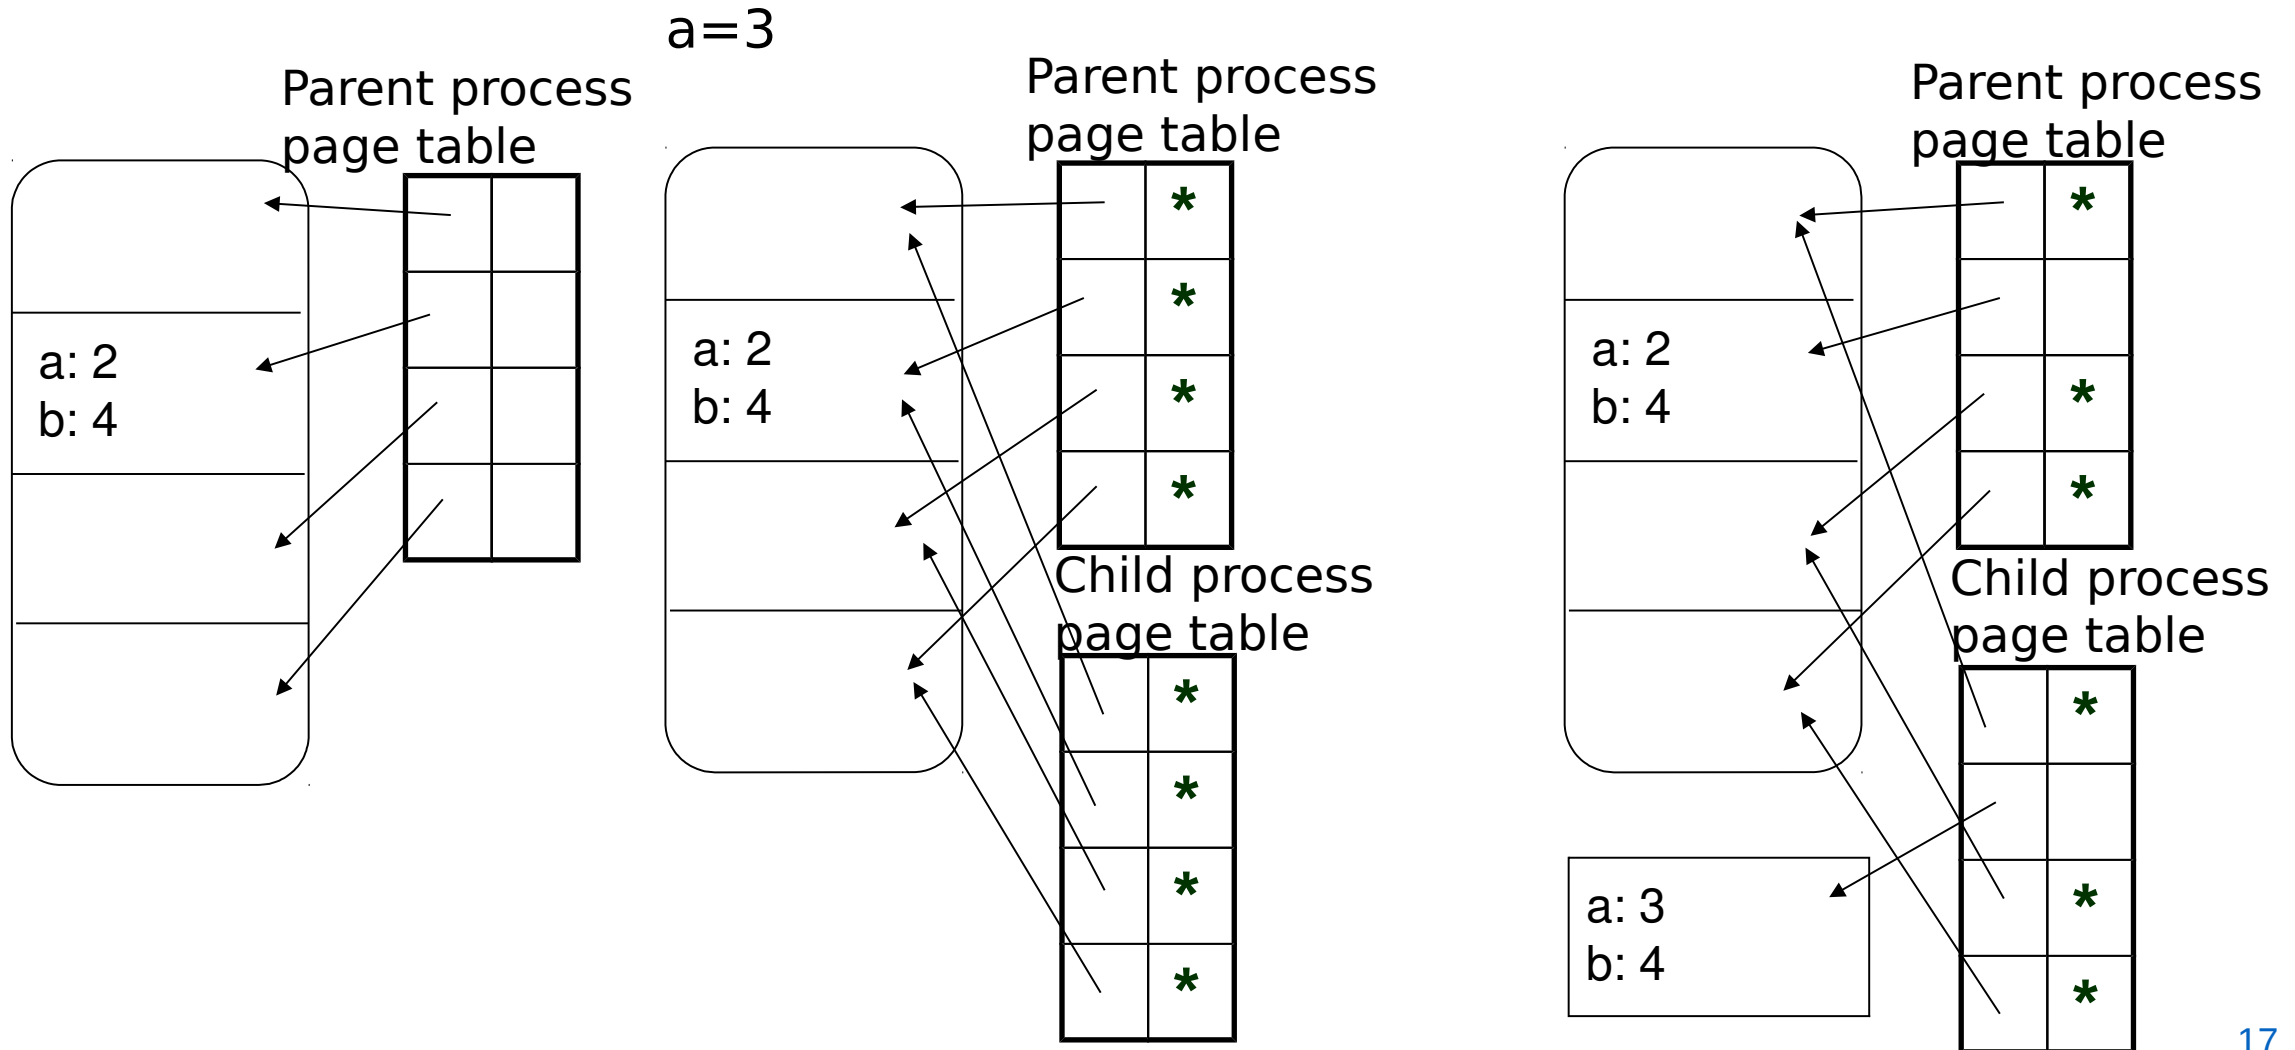 a=3
Parent process
page table
a: 2
b: 4
Parent process
page table
*
*
a: 2
b: 4
*
*
Child process
page table
*
*
*
*
Parent process
page table
*
a: 2
b: 4
*
*
Child process
page table
*
a: 3
b: 4
*
*
17